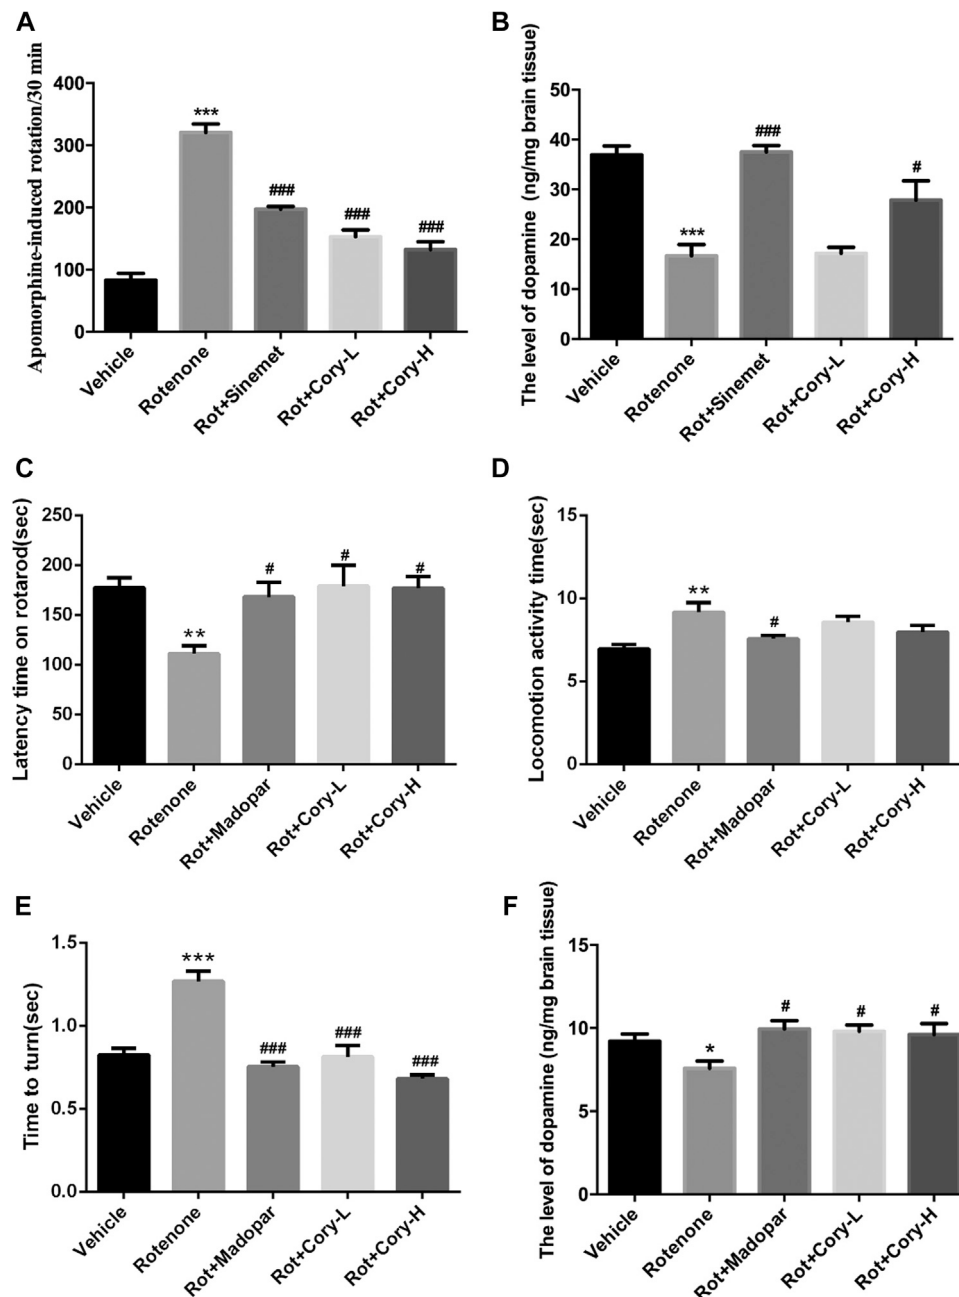 A
Apomorphine-induced rotation/30 min
400
300
200
100
0
***
###
###
###
Vehicle
Rotenone
Rot+Sinemet
Rot+Cory-L
Rot+Cory-H
B
The level of dopamine (ng/mg brain tissue)
50
40
30
20
10
0
***
###
#
Vehicle
Rotenone
Rot+Sinemet
Rot+Cory-L
Rot+Cory-H
C
Latency time on rotarod(sec)
250
200
150
100
50
0
**
#
#
#
Vehicle
Rotenone
Rot+Madopar
Rot+Cory-L
Rot+Cory-H
D
Locomotion activity time(sec)
15
10
5
0
**
#
Vehicle
Rotenone
Rot+Madopar
Rot+Cory-L
Rot+Cory-H
E
Time to turn(sec)
1.5
1.0
0.5
0.0
***
###
###
###
Vehicle
Rotenone
Rot+Madopar
Rot+Cory-L
Rot+Cory-H
F
The level of dopamine (ng/mg brain tissue)
15
10
5
0
*
#
#
#
Vehicle
Rotenone
Rot+Madopar
Rot+Cory-L
Rot+Cory-H